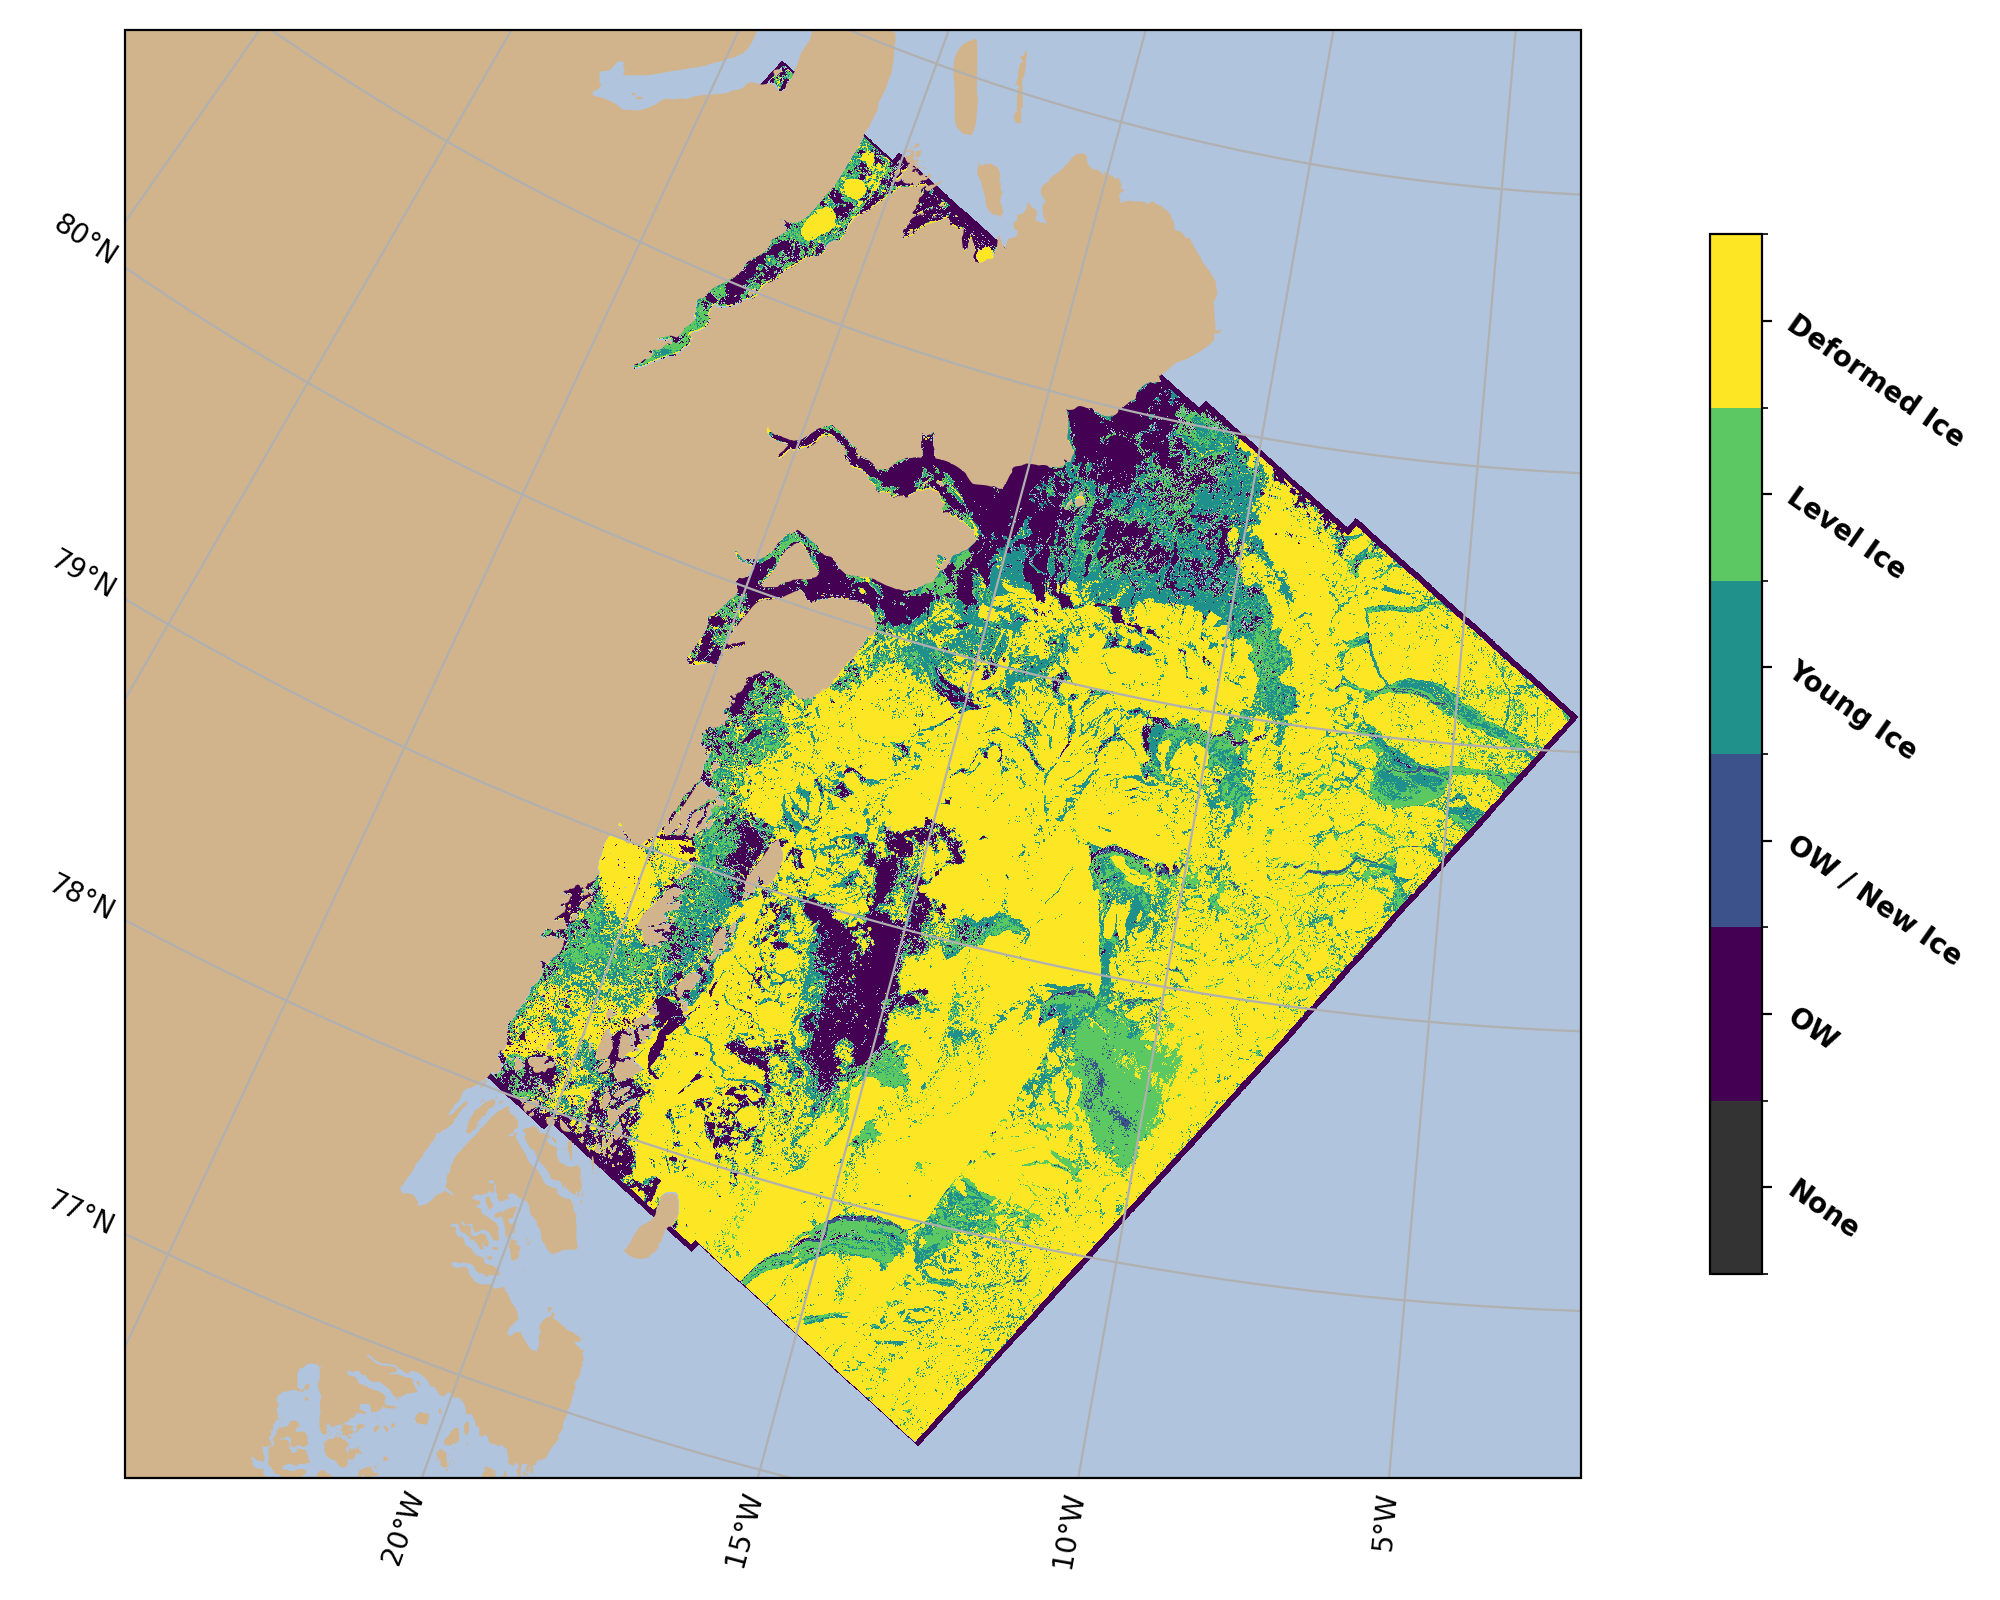 80°N
79°N
78°N
77°N
20°W
15°W
10°W
5°W
Deformed Ice
Level Ice
Young Ice
OW / New Ice
OW
None